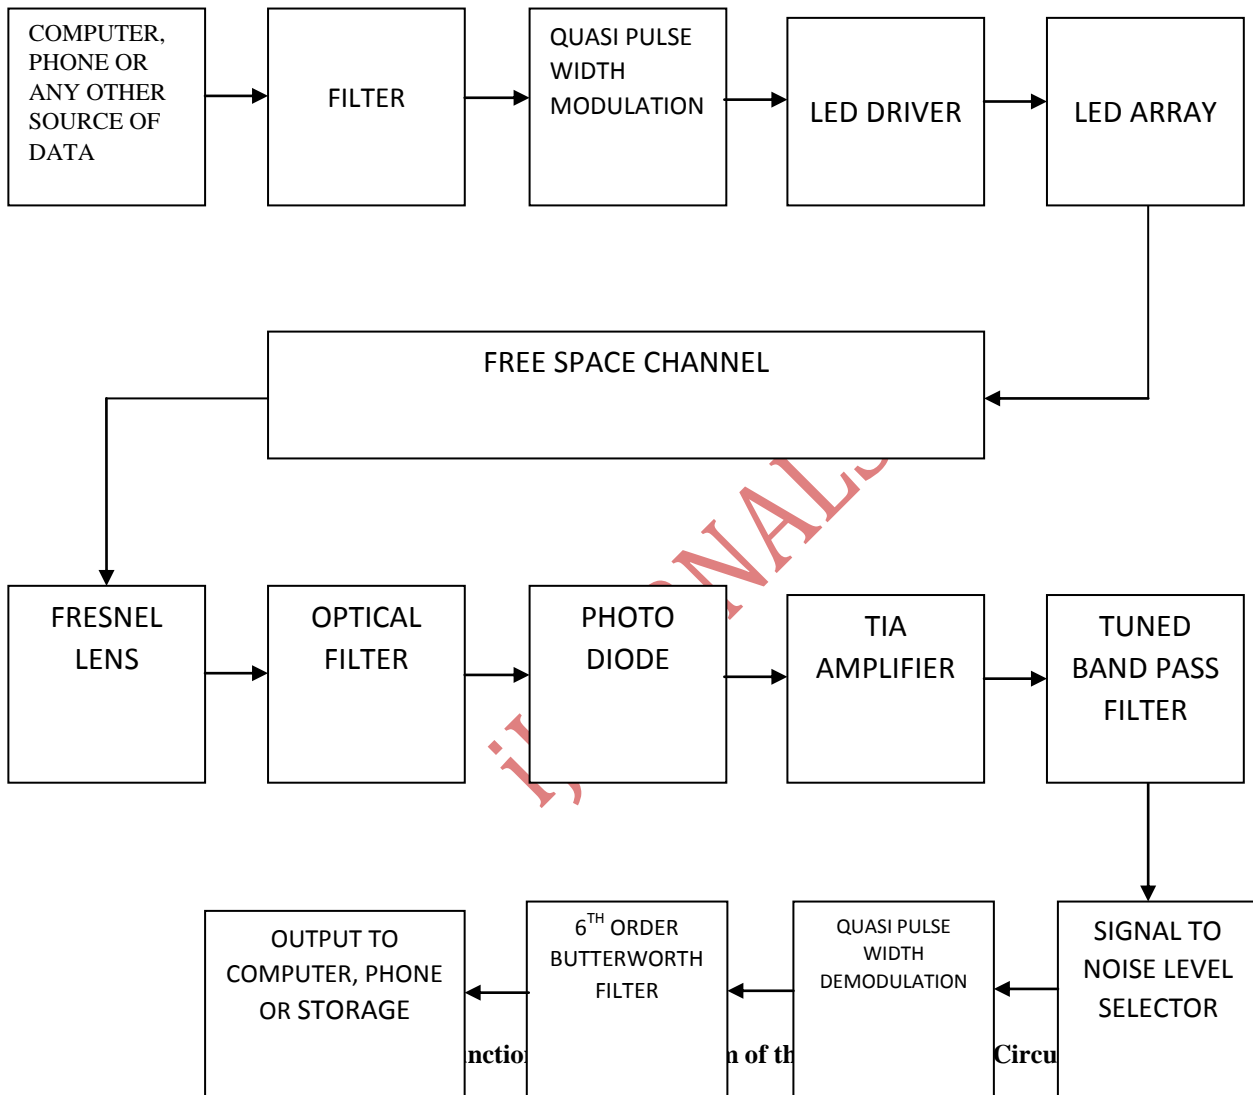 COMPUTER,
PHONE OR
ANY OTHER
SOURCE OF
DATA
FILTER
QUASI PULSE
WIDTH
MODULATION
LED DRIVER
LED ARRAY
FREE SPACE CHANNEL
FRESNEL
LENS
OPTICAL
FILTER
PHOTO
DIODE
TIA
AMPLIFIER
TUNED
BAND PASS
FILTER
SIGNAL TO
NOISE LEVEL
SELECTOR
QUASI PULSE
WIDTH
DEMODULATION
6TH ORDER
BUTTERWORTH
FILTER
OUTPUT TO
COMPUTER, PHONE
OR STORAGE
of